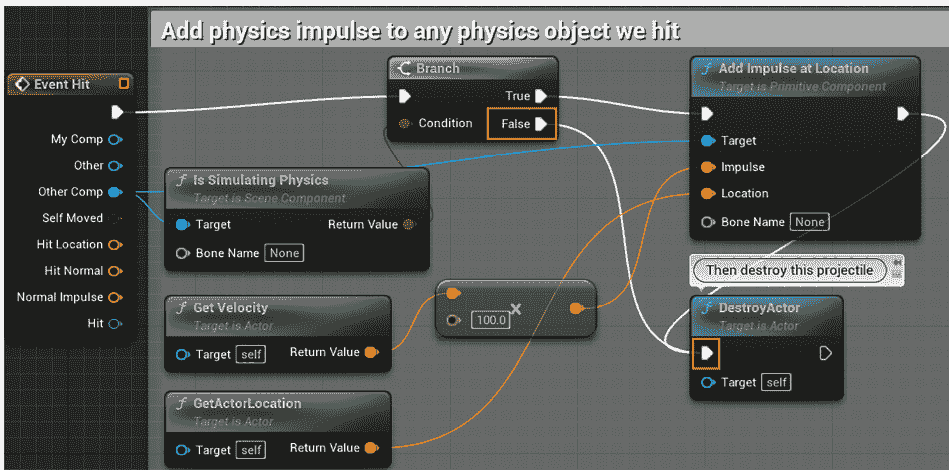 Add physics impulse to any physics object we hit
Event Hit
My Comp
Other
Other Comp
Self Moved
Hit Location
Hit Normal
Normal Impulse
Hit
Branch
True
Condition
False
Is Simulating Physics
Target is Scene Component
Target
Return Value
Bone Name None
Get Velocity
Target is Actor
Target self
Return Value
GetActorLocation
Target is Actor
Target self
Return Value
100.0
X
Add Impulse at Location
Target is Primitive Component
Target
Impulse
Location
Bone Name None
Then destroy this projectile
DestroyActor
Target is Actor
Target self